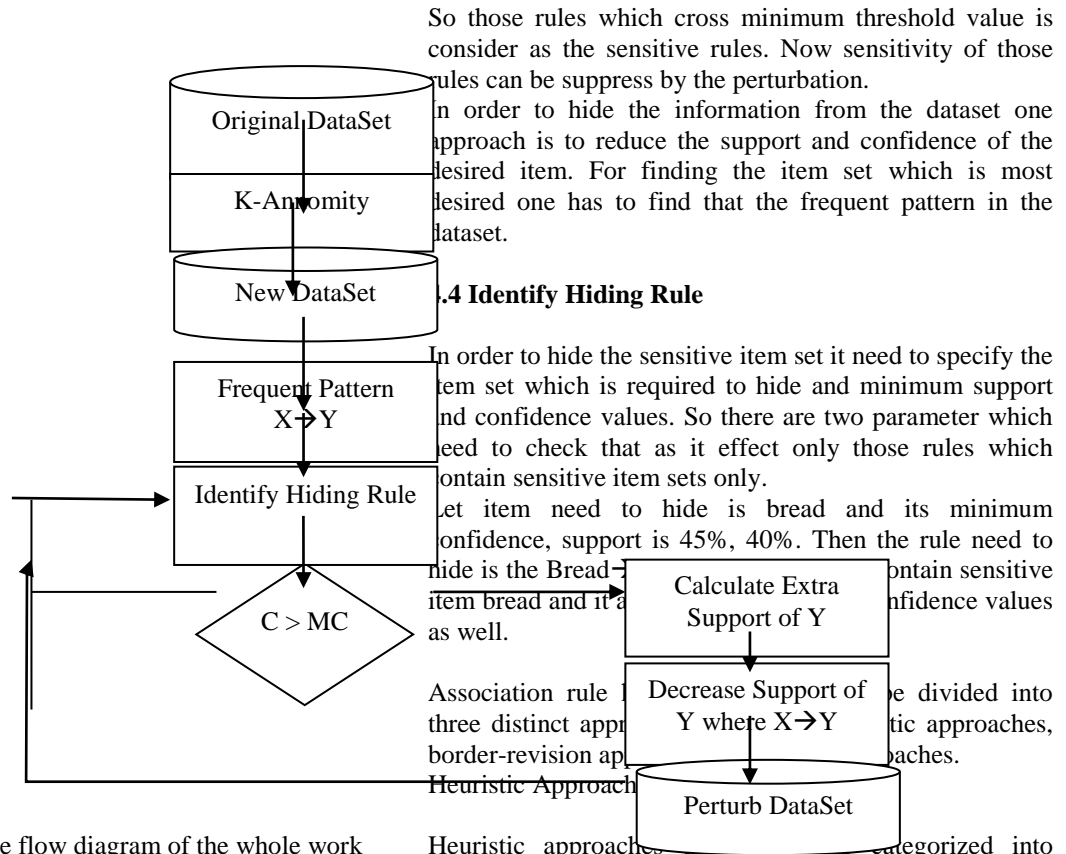 Original DataSet
K-Annomity
New DataSet
Frequent Pattern
X→Y
Identify Hiding Rule
C > MC
Calculate Extra
Support of Y
Decrease Support of
Y where X→Y
Perturb DataSet
e flow diagram of the whole work
So those rules which cross minimum threshold value is
consider as the sensitive rules. Now sensitivity of those
rules can be suppress by the perturbation.
In order to hide the information from the dataset one
approach is to reduce the support and confidence of the
desired item. For finding the item set which is most
desired one has to find that the frequent pattern in the
dataset.
.4 Identify Hiding Rule
In order to hide the sensitive item set it need to specify the
item set which is required to hide and minimum support
and confidence values. So there are two parameter which
need to check that as it effect only those rules which
contain sensitive item sets only.
Let item need to hide is bread and its minimum
confidence, support is 45%, 40%. Then the rule need to
hide is the Bread contain sensitive
item bread and it confidence values
as well.
Association rule be divided into
three distinct approaches,
border-revision
Heuristic Approach
Heuristic approaches categorized into